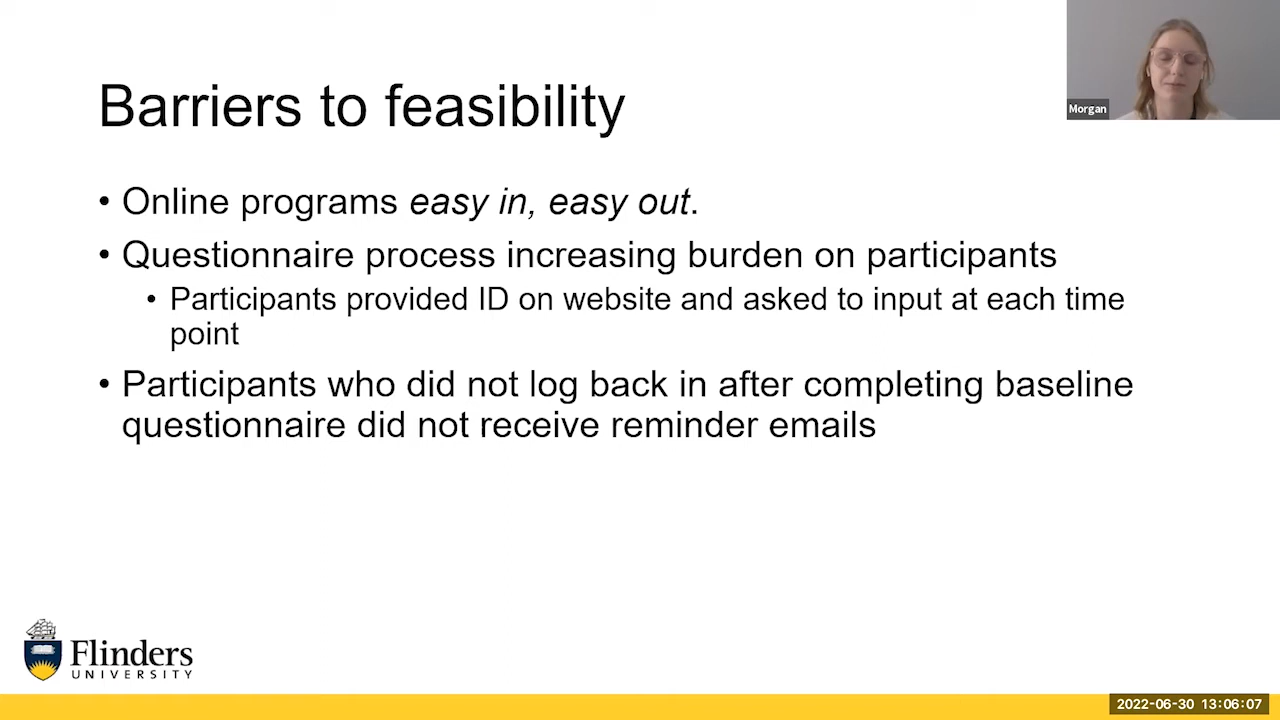 Barriers to feasibility
Morgan
• Online programs easy in, easy out.
• Questionnaire process increasing burden on participants
• Participants provided ID on website and asked to input at each time
point
• Participants who did not log back in after completing baseline
questionnaire did not receive reminder emails
Flinders
UNIVERSITY
2022-06-30 13:06:07